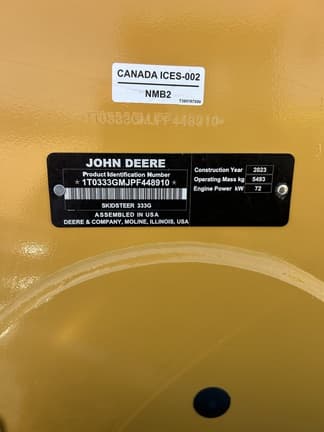 CANADA ICES-002
NMB2
1T0333GMJPF448910
JOHN DEERE
Product Identification Number
*1T0333GMJPF448910*
SKIDSTEER 333G
ASSEMBLED IN USA
DEERE & COMPANY, MOLINE, ILLINOIS, USA
Construction Year 2023
Operating Mass kg 5493
Engine Power kW 72